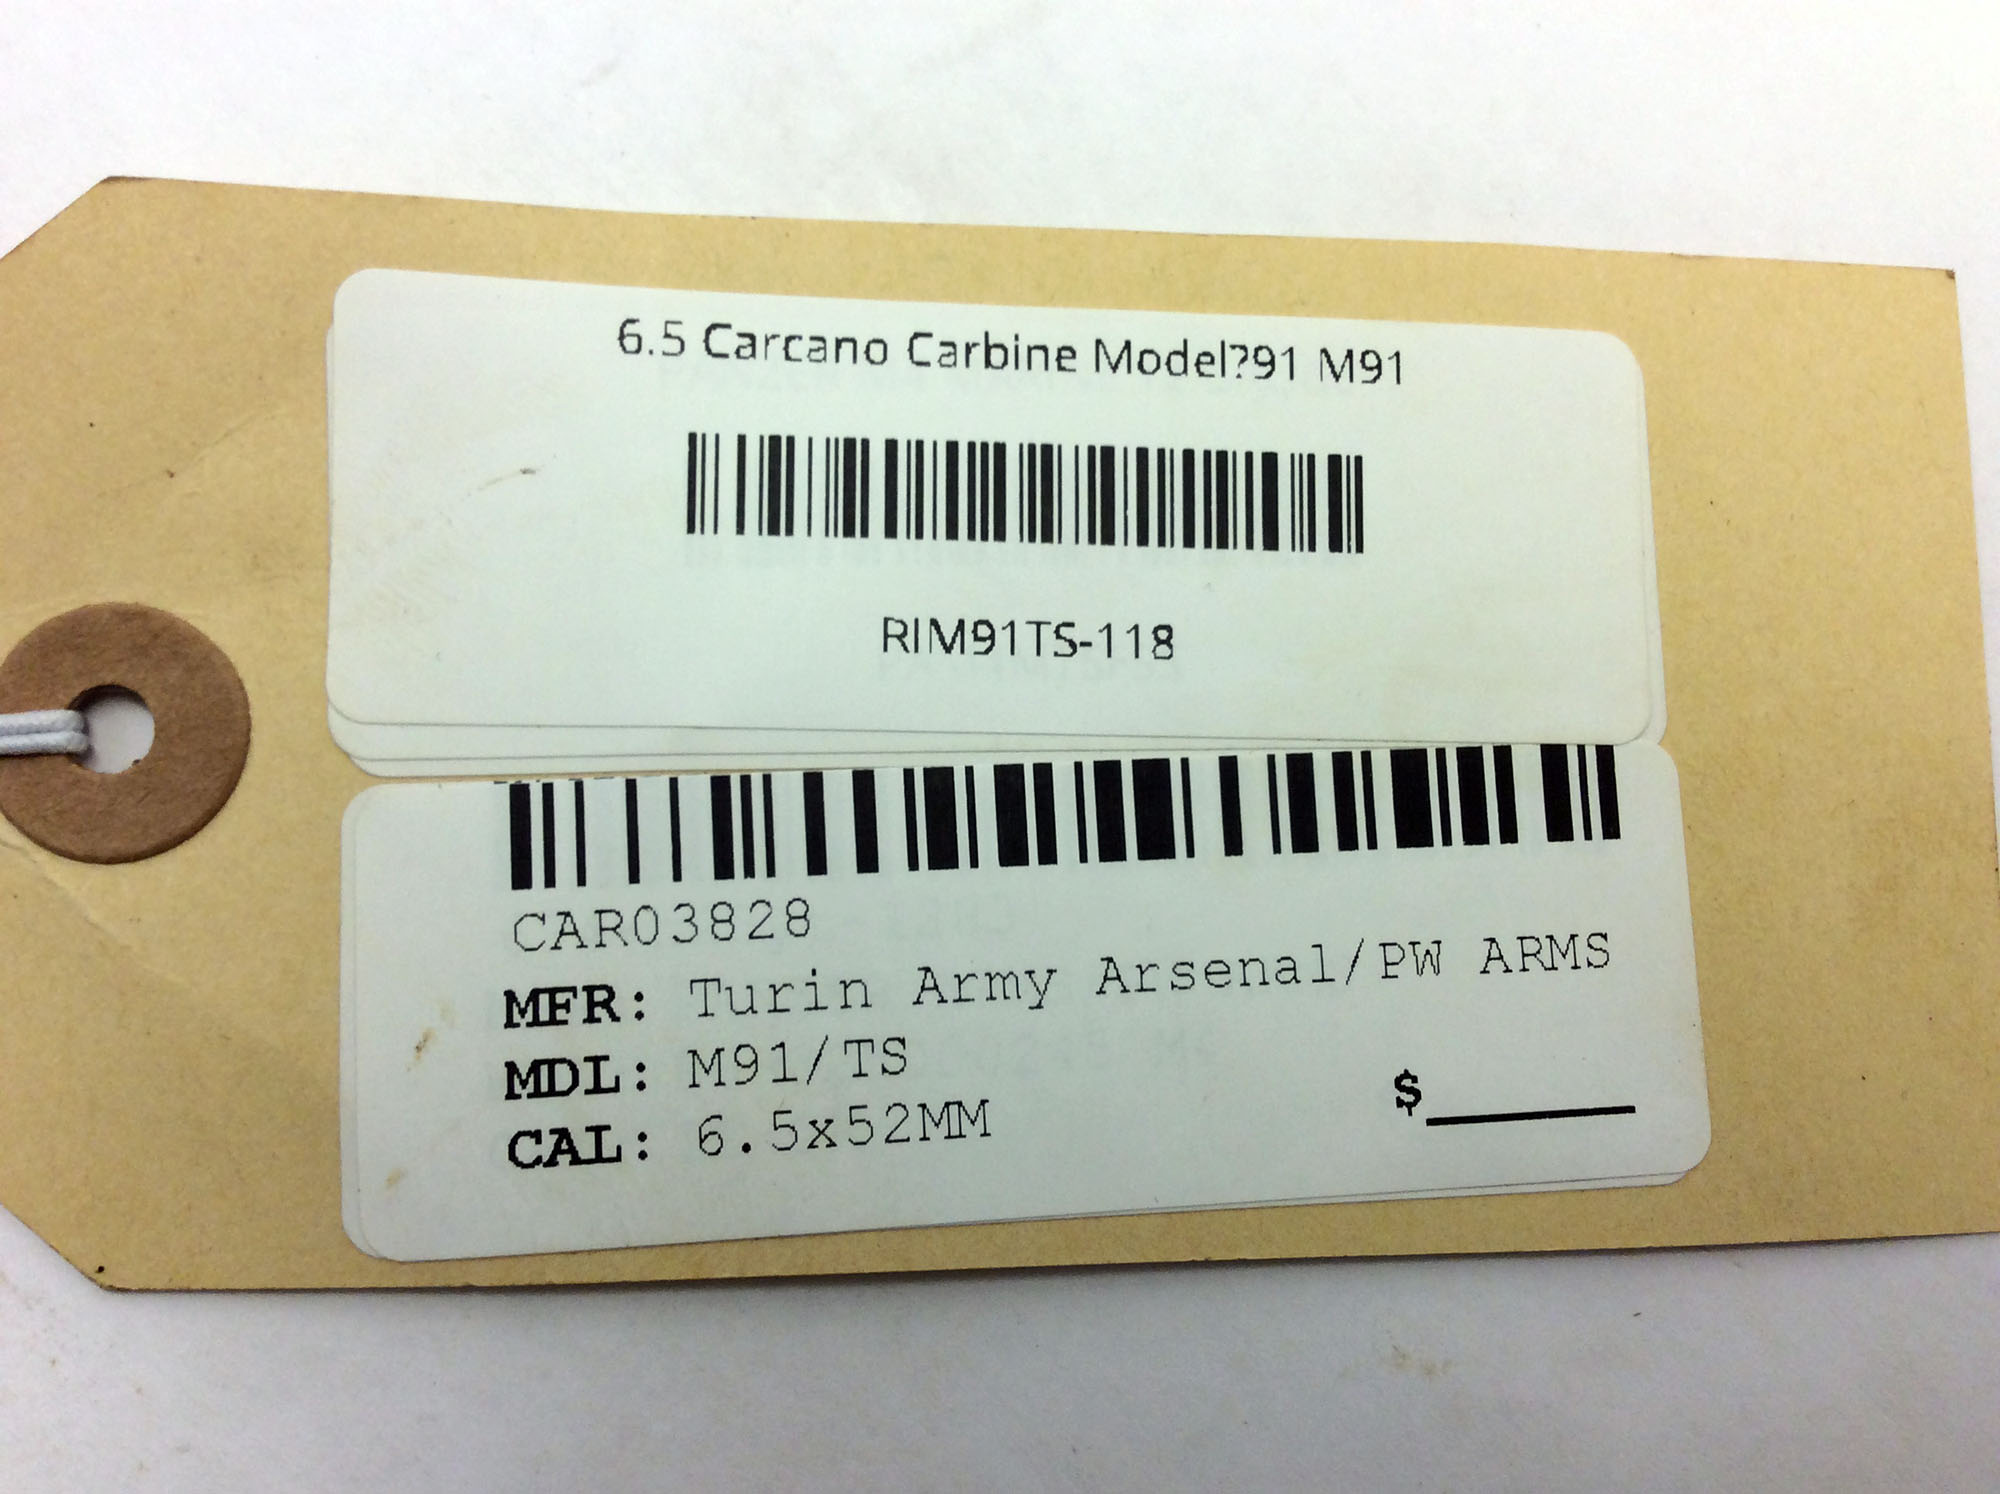 6.5 Carcano Carbine Model?91 M91
RIM91TS-118
CAR03828
MFR: Turin Army Arsenal/PW ARMS
MDL: M91/TS
CAL: 6.5x52MM
$______